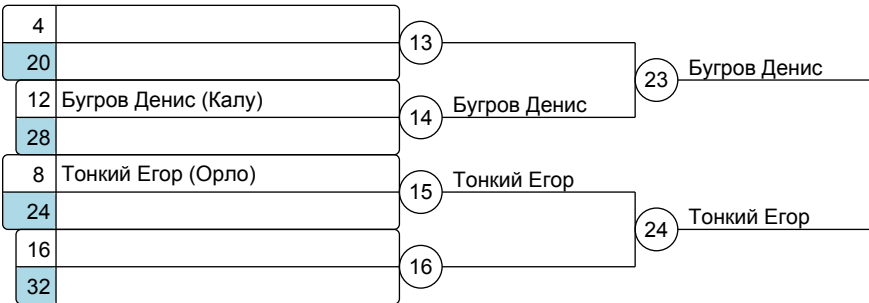 4
13
20
23 Бугров Денис
12 Бугров Денис (Калу)
14 Бугров Денис
28
8 Тонкий Егор (Орло)
15 Тонкий Егор
24
24 Тонкий Егор
16
16
32